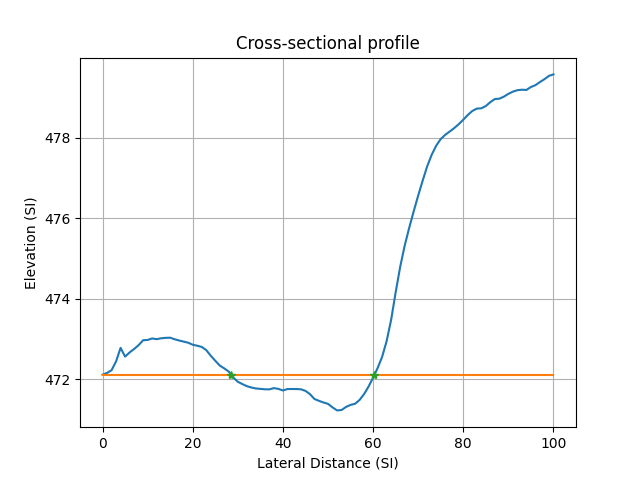 Cross-sectional profile
Elevation (SI)
478
476
474
472
0 20 40 60 80 100
Lateral Distance (SI)